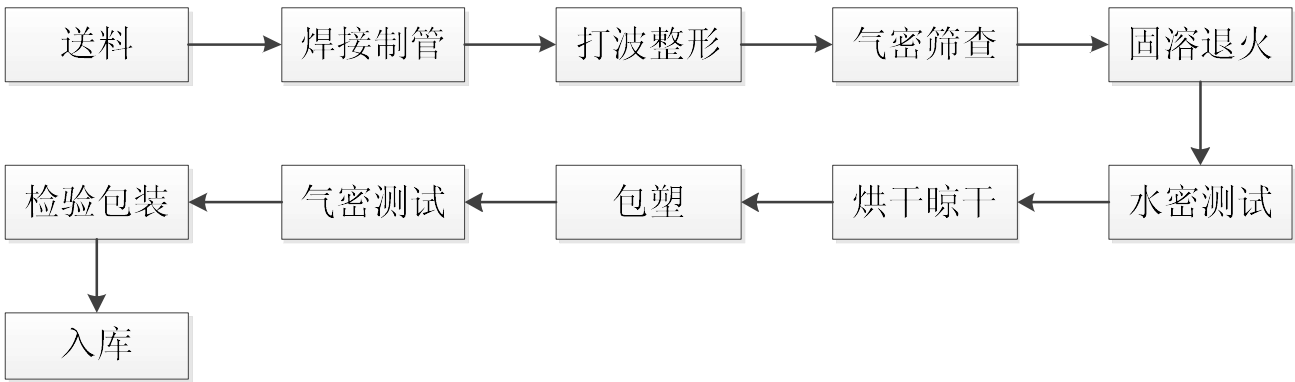 送料
焊接制管
打波整形
气密筛查
固溶退火
水密测试
烘干晾干
包塑
气密测试
检验包装
入库